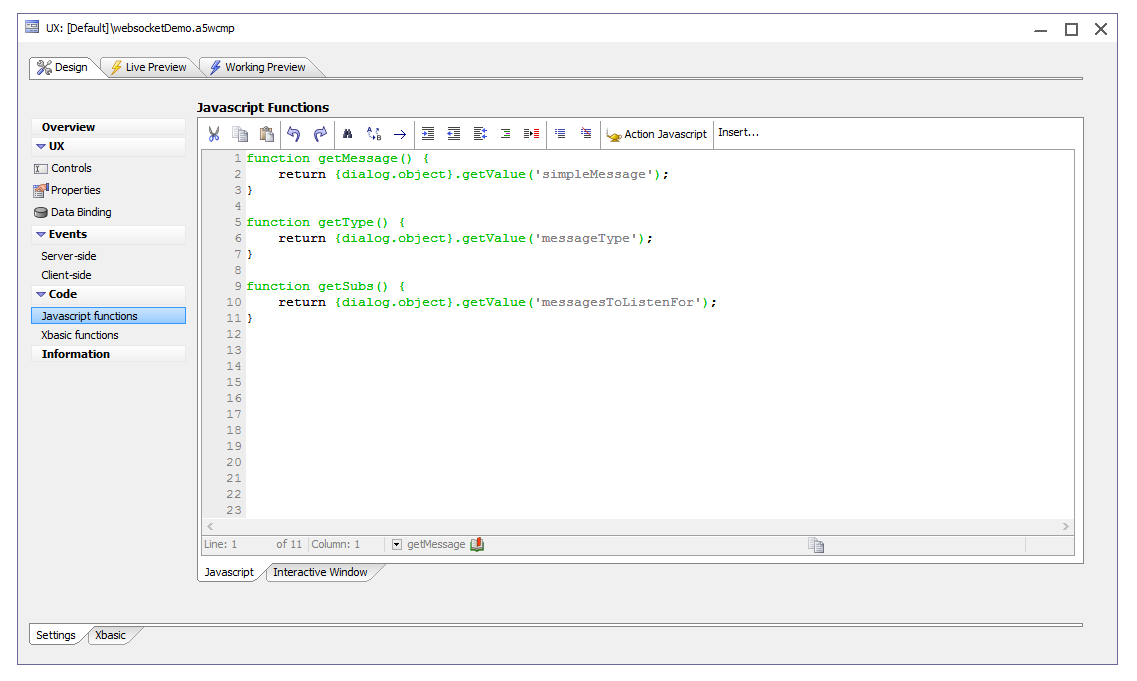 UX: [Default]\websocketDemo.a5wcmp
Design
Live Preview
Working Preview
Overview
UX
Controls
Properties
Data Binding
Events
Server-side
Client-side
Code
Javascript functions
Xbasic functions
Information
Javascript Functions
Action Javascript
Insert...
1 function getMessage() {
2     return {dialog.object}.getValue('simpleMessage');
3 }
4
5 function getType() {
6     return {dialog.object}.getValue('messageType');
7 }
8
9 function getSubs() {
10     return {dialog.object}.getValue('messagesToListenFor');
11 }
12
13
14
15
16
17
18
19
20
21
22
23
Line: 1 of 11 Column: 1 getMessage
Javascript
Interactive Window
Settings
Xbasic